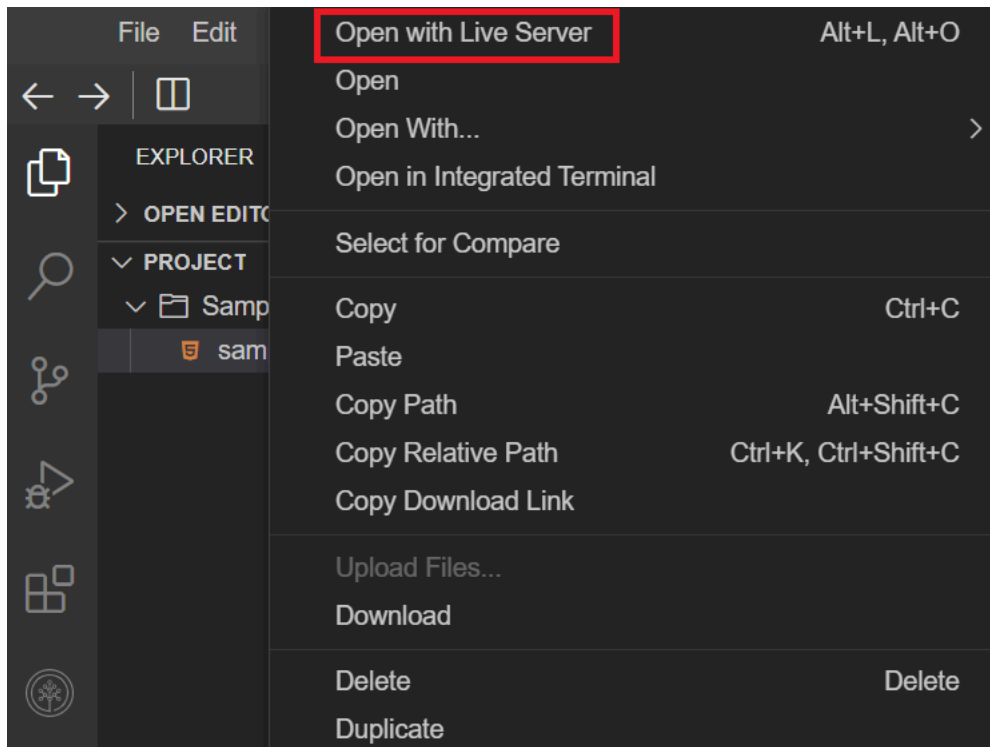 File Edit
EXPLORER
OPEN EDITO
PROJECT
Samp
sam
Open with Live Server Alt+L, Alt+O
Open
Open With...
Open in Integrated Terminal
Select for Compare
Copy Ctrl+C
Paste
Copy Path Alt+Shift+C
Copy Relative Path Ctrl+K, Ctrl+Shift+C
Copy Download Link
Upload Files...
Download
Delete Delete
Duplicate